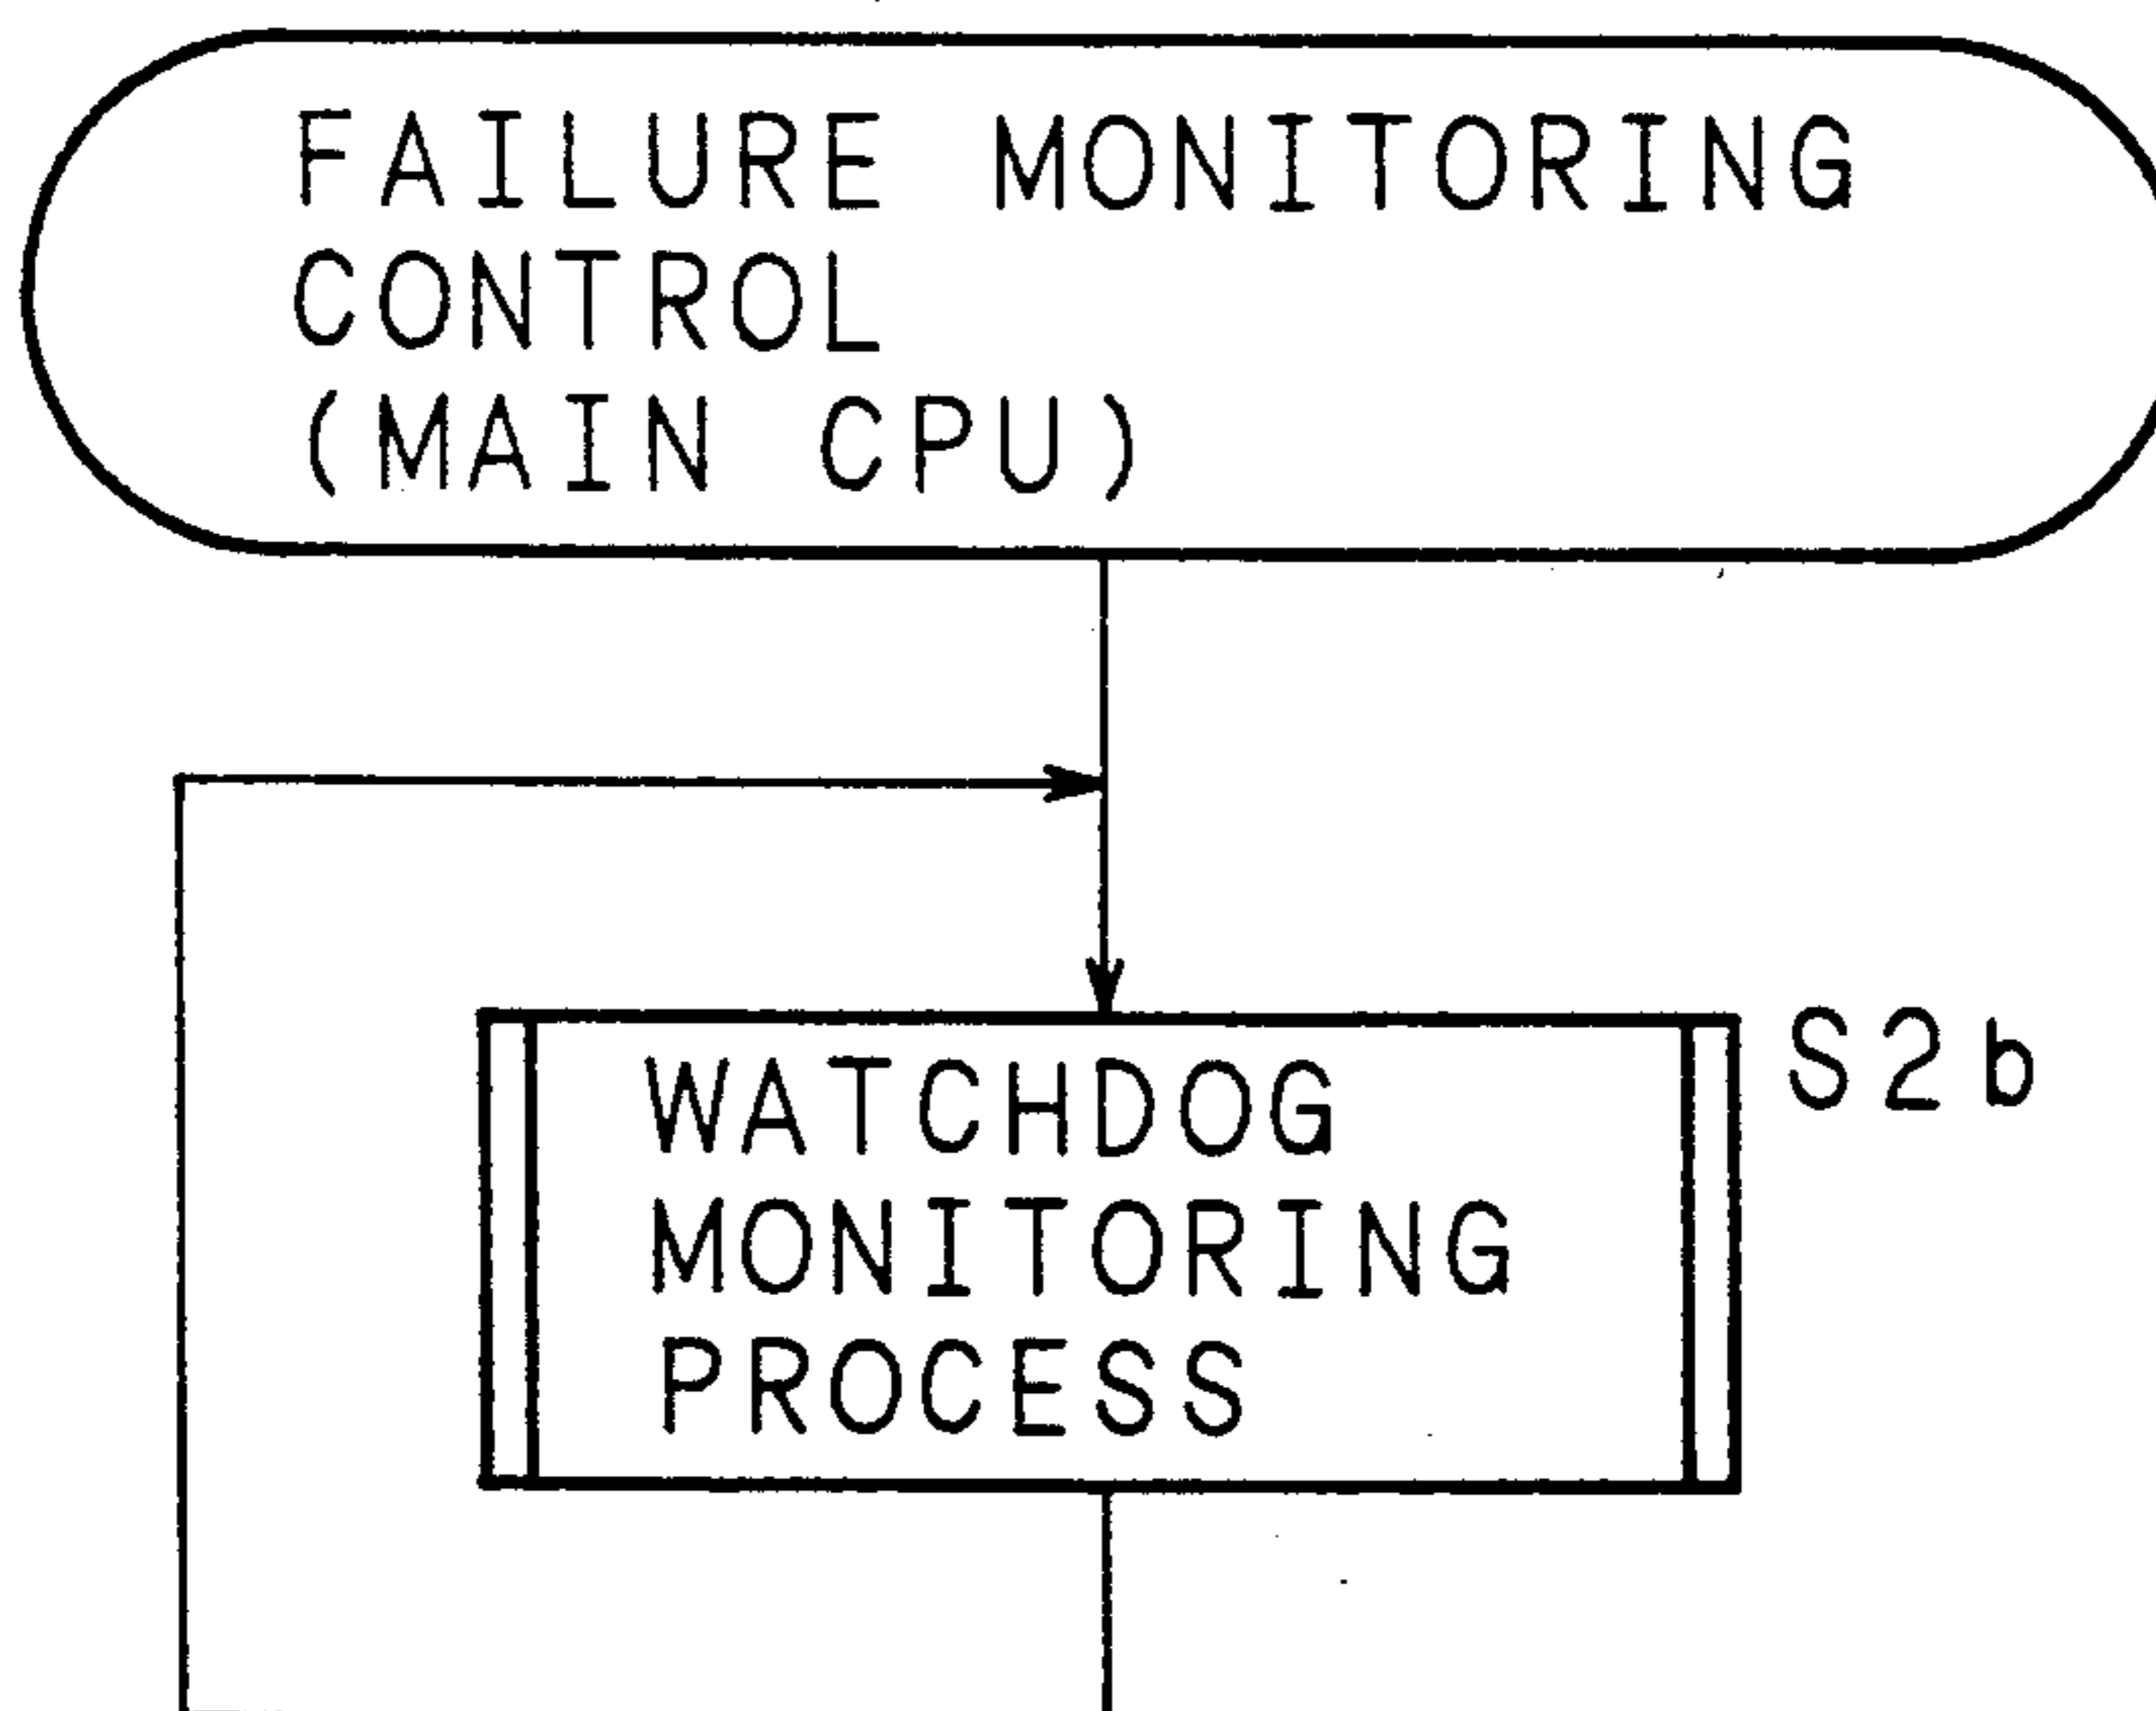 FAILURE MONITORING
CONTROL
(MAIN CPU)
S2b
WATCHDOG
MONITORING
PROCESS